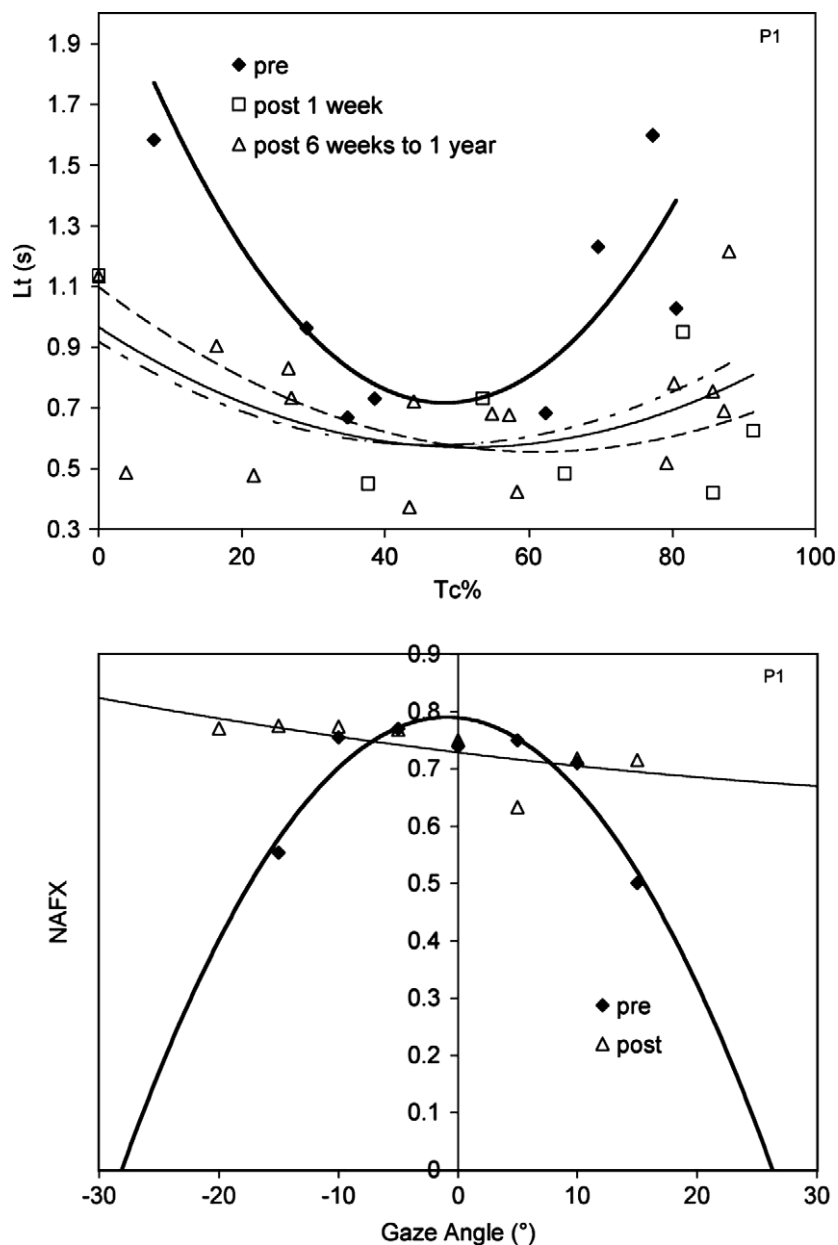 P1
pre
post 1 week
post 6 weeks to 1 year
Lt (s)
1.9
1.7
1.5
1.3
1.1
0.9
0.7
0.5
0.3
0 20 40 60 80 100
Tc%
P1
NAFX
0.9
0.8
0.7
0.6
0.5
0.4
0.3
0.2
0.1
0
pre
post
-30 -20 -10 0 10 20 30
Gaze Angle (°)